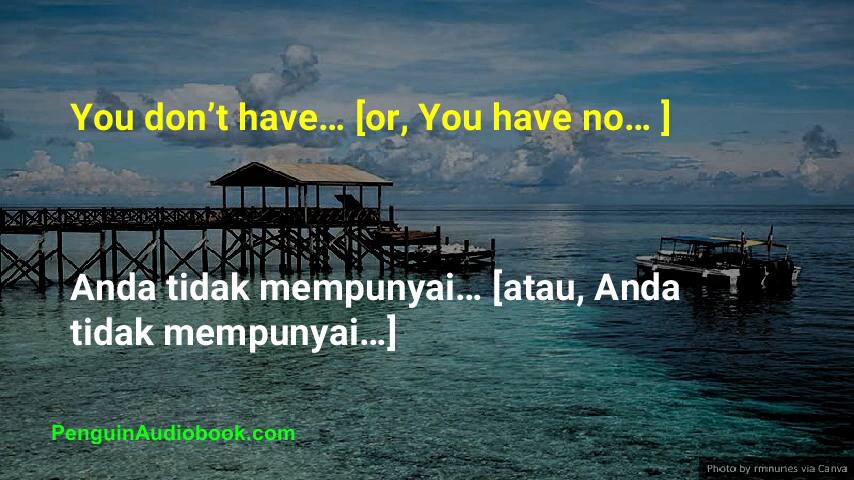 You don’t have… [or, You have no… ]
Anda tidak mempunyai… [atau, Anda
tidak mempunyai…]
PenguinAudiobook.com
Photo by rmnunes via Canva